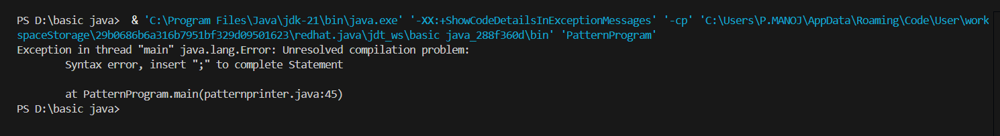 PS D:\basic java>  & 'C:\Program Files\Java\jdk-21\bin\java.exe' '-XX:+ShowCodeDetailsInExceptionMessages' '-cp' 'C:\Users\P.MANOJ\AppData\Roaming\Code\User\work
spaceStorage\29b0686b6a316b7951bf329d09501623\redhat.java\jdt_ws\basic java_288f360d\bin' 'PatternProgram'
Exception in thread "main" java.lang.Error: Unresolved compilation problem:
        Syntax error, insert ";" to complete Statement
        at PatternProgram.main(patternprinter.java:45)
PS D:\basic java>